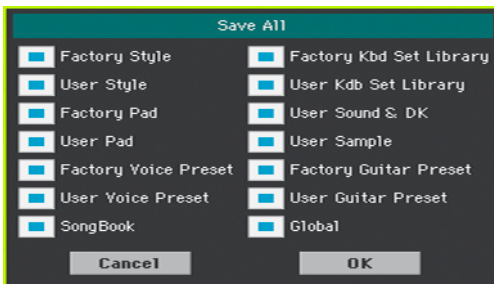 Save All
Factory Style
Factory Kbd Set Library
User Style
User Kdb Set Library
Factory Pad
User Sound & DK
User Pad
User Sample
Factory Voice Preset
Factory Guitar Preset
User Voice Preset
User Guitar Preset
SongBook
Global
Cancel
OK